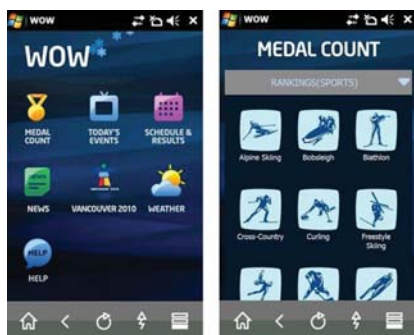 WOW
WOW
MEDAL
COUNT
TODAY'S
EVENTS
SCHEDULE &
RESULTS
NEWS
NEWS
VANCOUVER 2010
WEATHER
HELP
HELP
WOW
MEDAL COUNT
RANKINGS(SPORTS)
Alpine Skiing
Bobsleigh
Biathlon
Cross-Country
Curling
Freestyle
Skiing